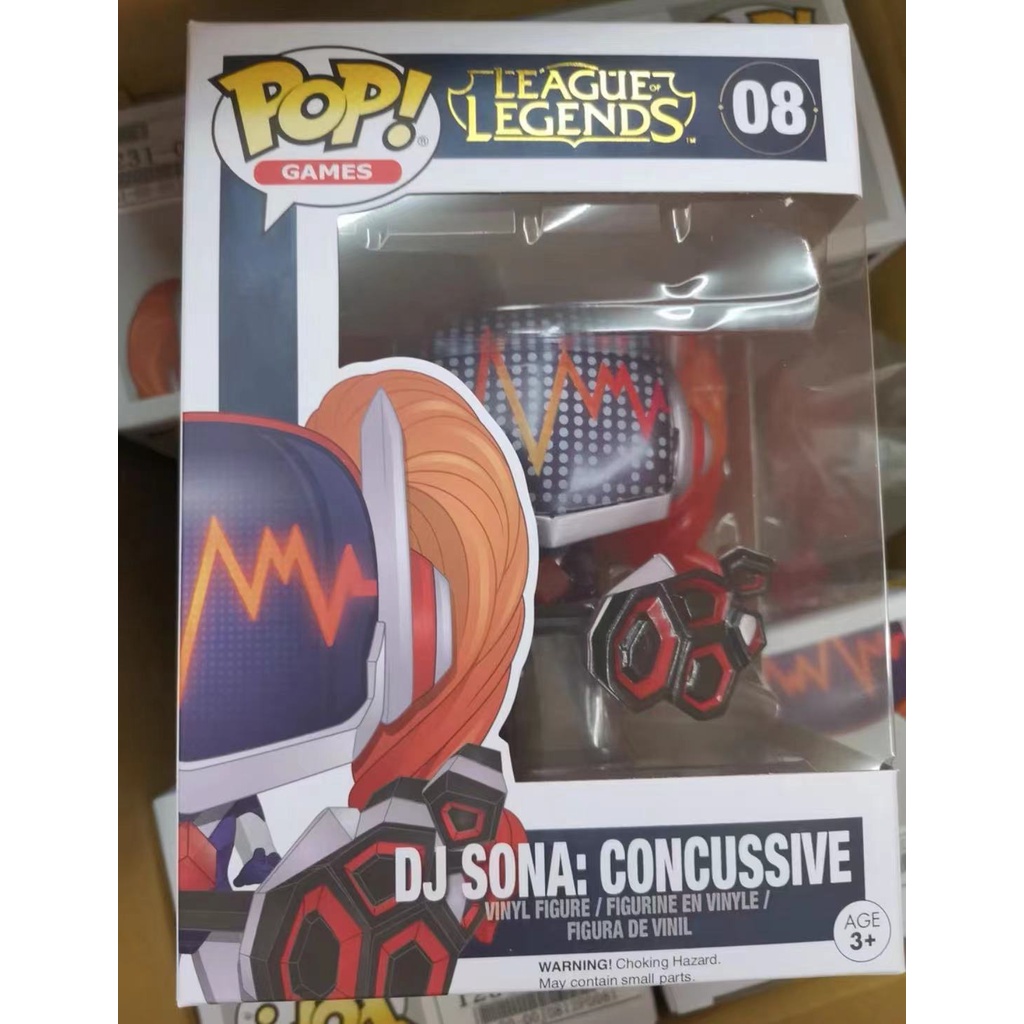 POP!®
GAMES
LEAGUE OF
LEGENDS™
08
DJ SONA: CONCUSSIVE
VINYL FIGURE / FIGURINE EN VINYLE /
FIGURA DE VINIL
AGE
3+
WARNING! Choking Hazard.
May contain small parts.